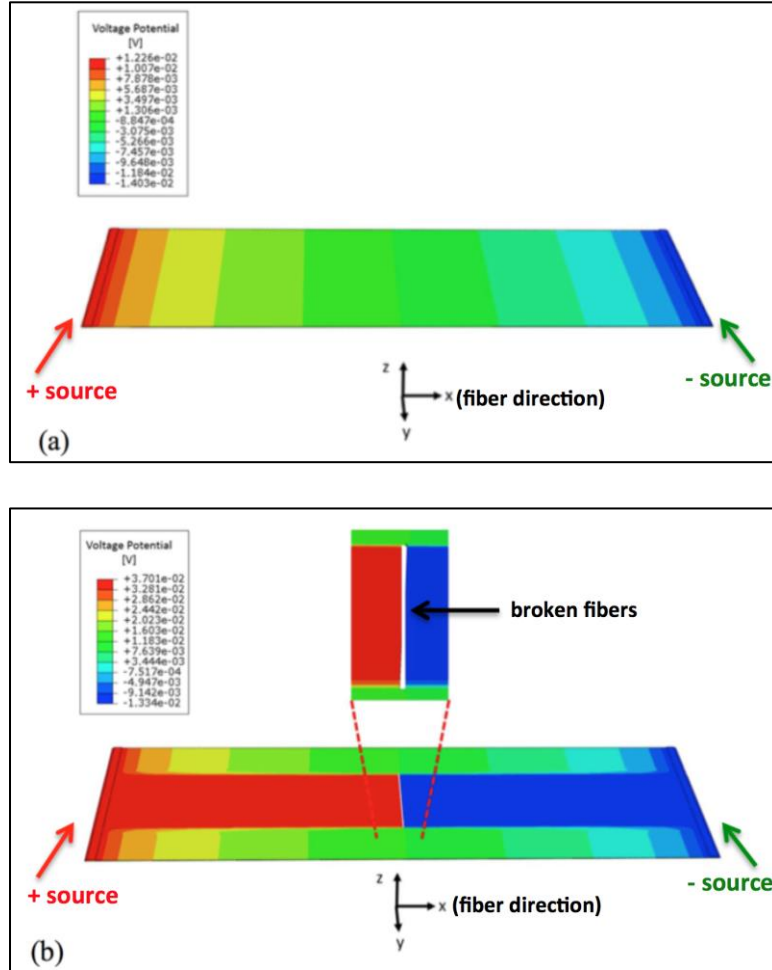 Voltage Potential
[V]
+1.226e-02
+1.007e-02
+7.878e-03
+5.687e-03
+3.497e-03
+1.306e-03
-8.847e-04
-3.075e-03
-5.266e-03
-7.457e-03
-9.648e-03
-1.184e-02
-1.403e-02
+ source
- source
z
x (fiber direction)
y
(a)
Voltage Potential
[V]
+3.701e-02
+3.281e-02
+2.862e-02
+2.442e-02
+2.023e-02
+1.603e-02
+1.183e-02
+7.639e-03
+3.444e-03
-7.517e-04
-4.947e-03
-9.142e-03
-1.334e-02
broken fibers
+ source
- source
z
x (fiber direction)
y
(b)